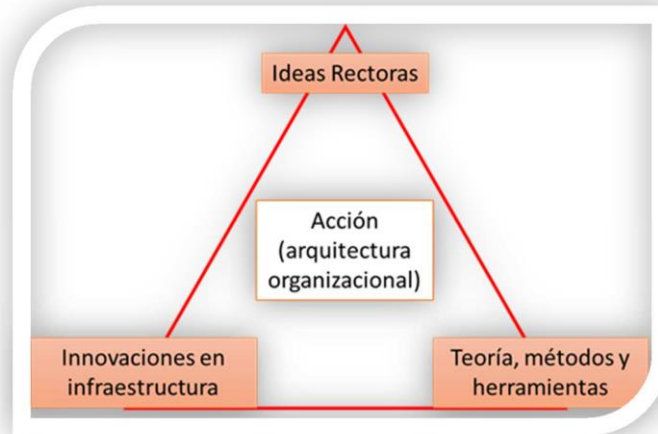 Ideas Rectoras
Acción
(arquitectura
organizacional)
Innovaciones en
infraestructura
Teoría, métodos y
herramientas